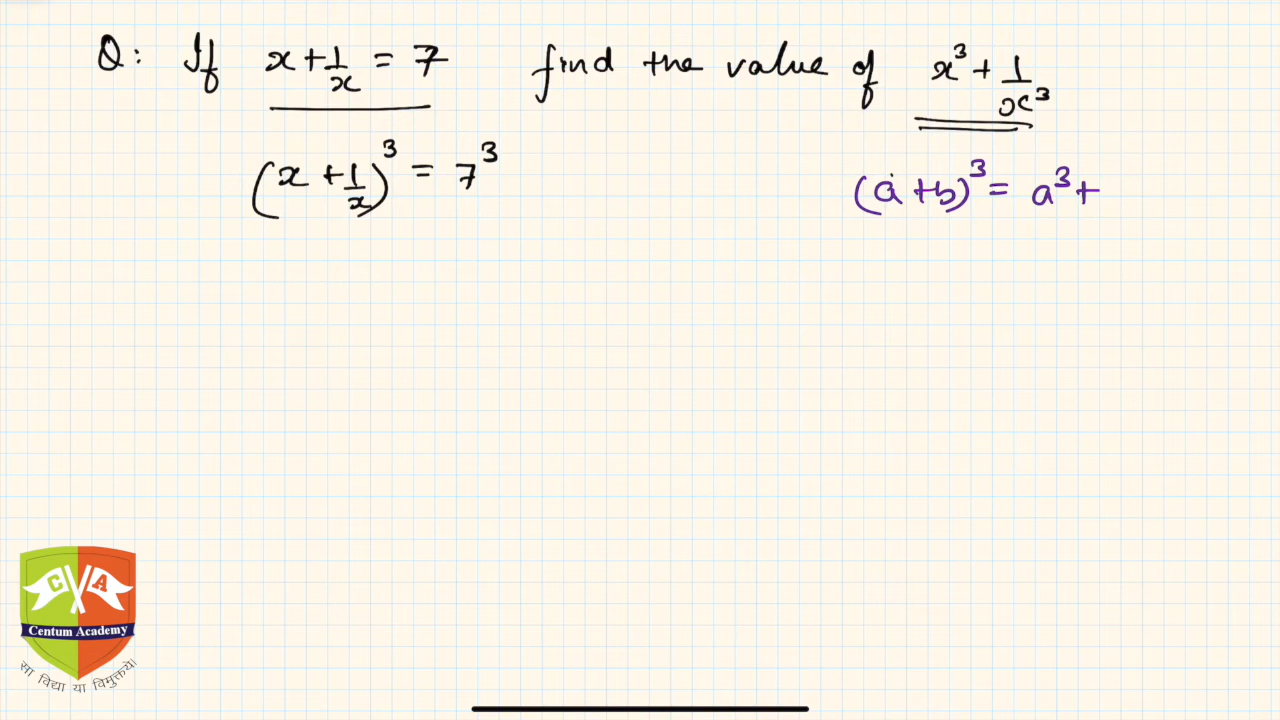 Q: If x + 1/x = 7 find the value of x³ + 1/x³
(x + 1/x)³ = 7³
(a + b)³ = a³ +
C A
Centum Academy
सा विद्या या विमुक्तये।